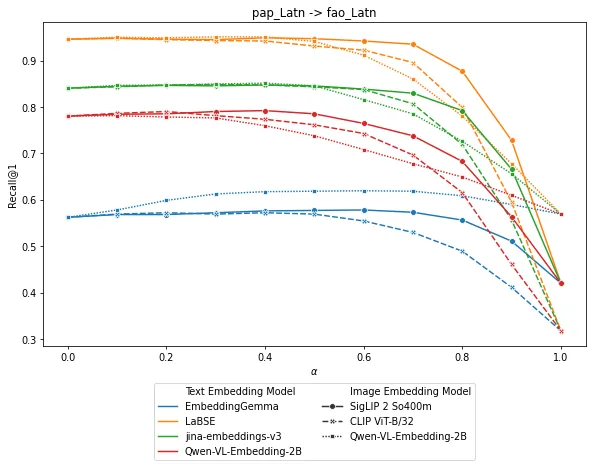 pap_Latn -> fao_Latn
Recall@1
0.9
0.8
0.7
0.6
0.5
0.4
0.3
0.0
0.2
0.4
0.6
0.8
1.0
α
Text Embedding Model
EmbeddingGemma
LaBSE
jina-embeddings-v3
Qwen-VL-Embedding-2B
Image Embedding Model
SigLIP 2 So400m
CLIP ViT-B/32
Qwen-VL-Embedding-2B